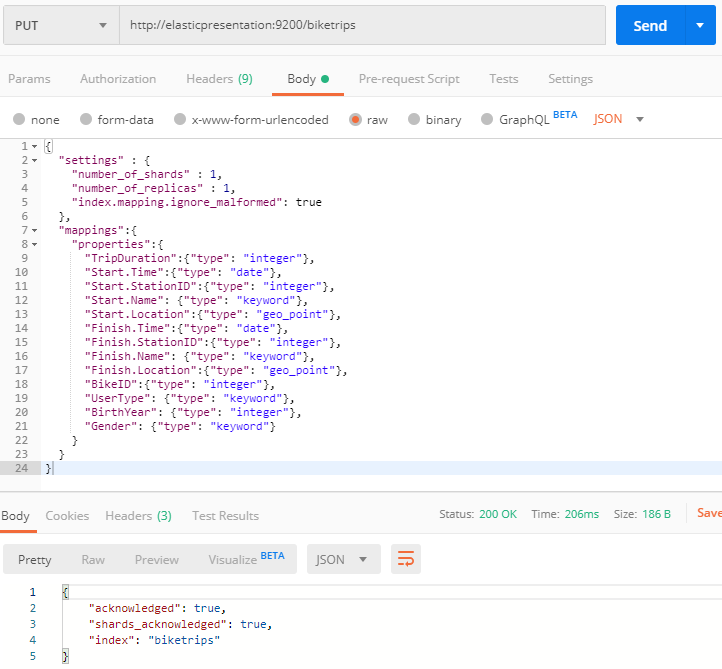 PUT http://elasticpresentation:9200/biketrips Send
Params Authorization Headers (9) Body Pre-request Script Tests Settings
none form-data x-www-form-urlencoded raw binary GraphQL BETA JSON
1 {
2 "settings" : {
3 "number_of_shards" : 1,
4 "number_of_replicas" : 1,
5 "index.mapping.ignore_malformed": true
6 },
7 "mappings":{
8 "properties":{
9 "TripDuration":{"type": "integer"},
10 "Start.Time":{"type": "date"},
11 "Start.StationID":{"type": "integer"},
12 "Start.Name": {"type": "keyword"},
13 "Start.Location":{"type": "geo_point"},
14 "Finish.Time":{"type": "date"},
15 "Finish.StationID":{"type": "integer"},
16 "Finish.Name": {"type": "keyword"},
17 "Finish.Location":{"type": "geo_point"},
18 "BikeID":{"type": "integer"},
19 "UserType": {"type": "keyword"},
20 "BirthYear": {"type": "integer"},
21 "Gender": {"type": "keyword"}
22 }
23 }
24 }
Body Cookies Headers (3) Test Results Status: 200 OK Time: 206ms Size: 186 B Save
Pretty Raw Preview Visualize BETA JSON
1 {
2 "acknowledged": true,
3 "shards_acknowledged": true,
4 "index": "biketrips"
5 }